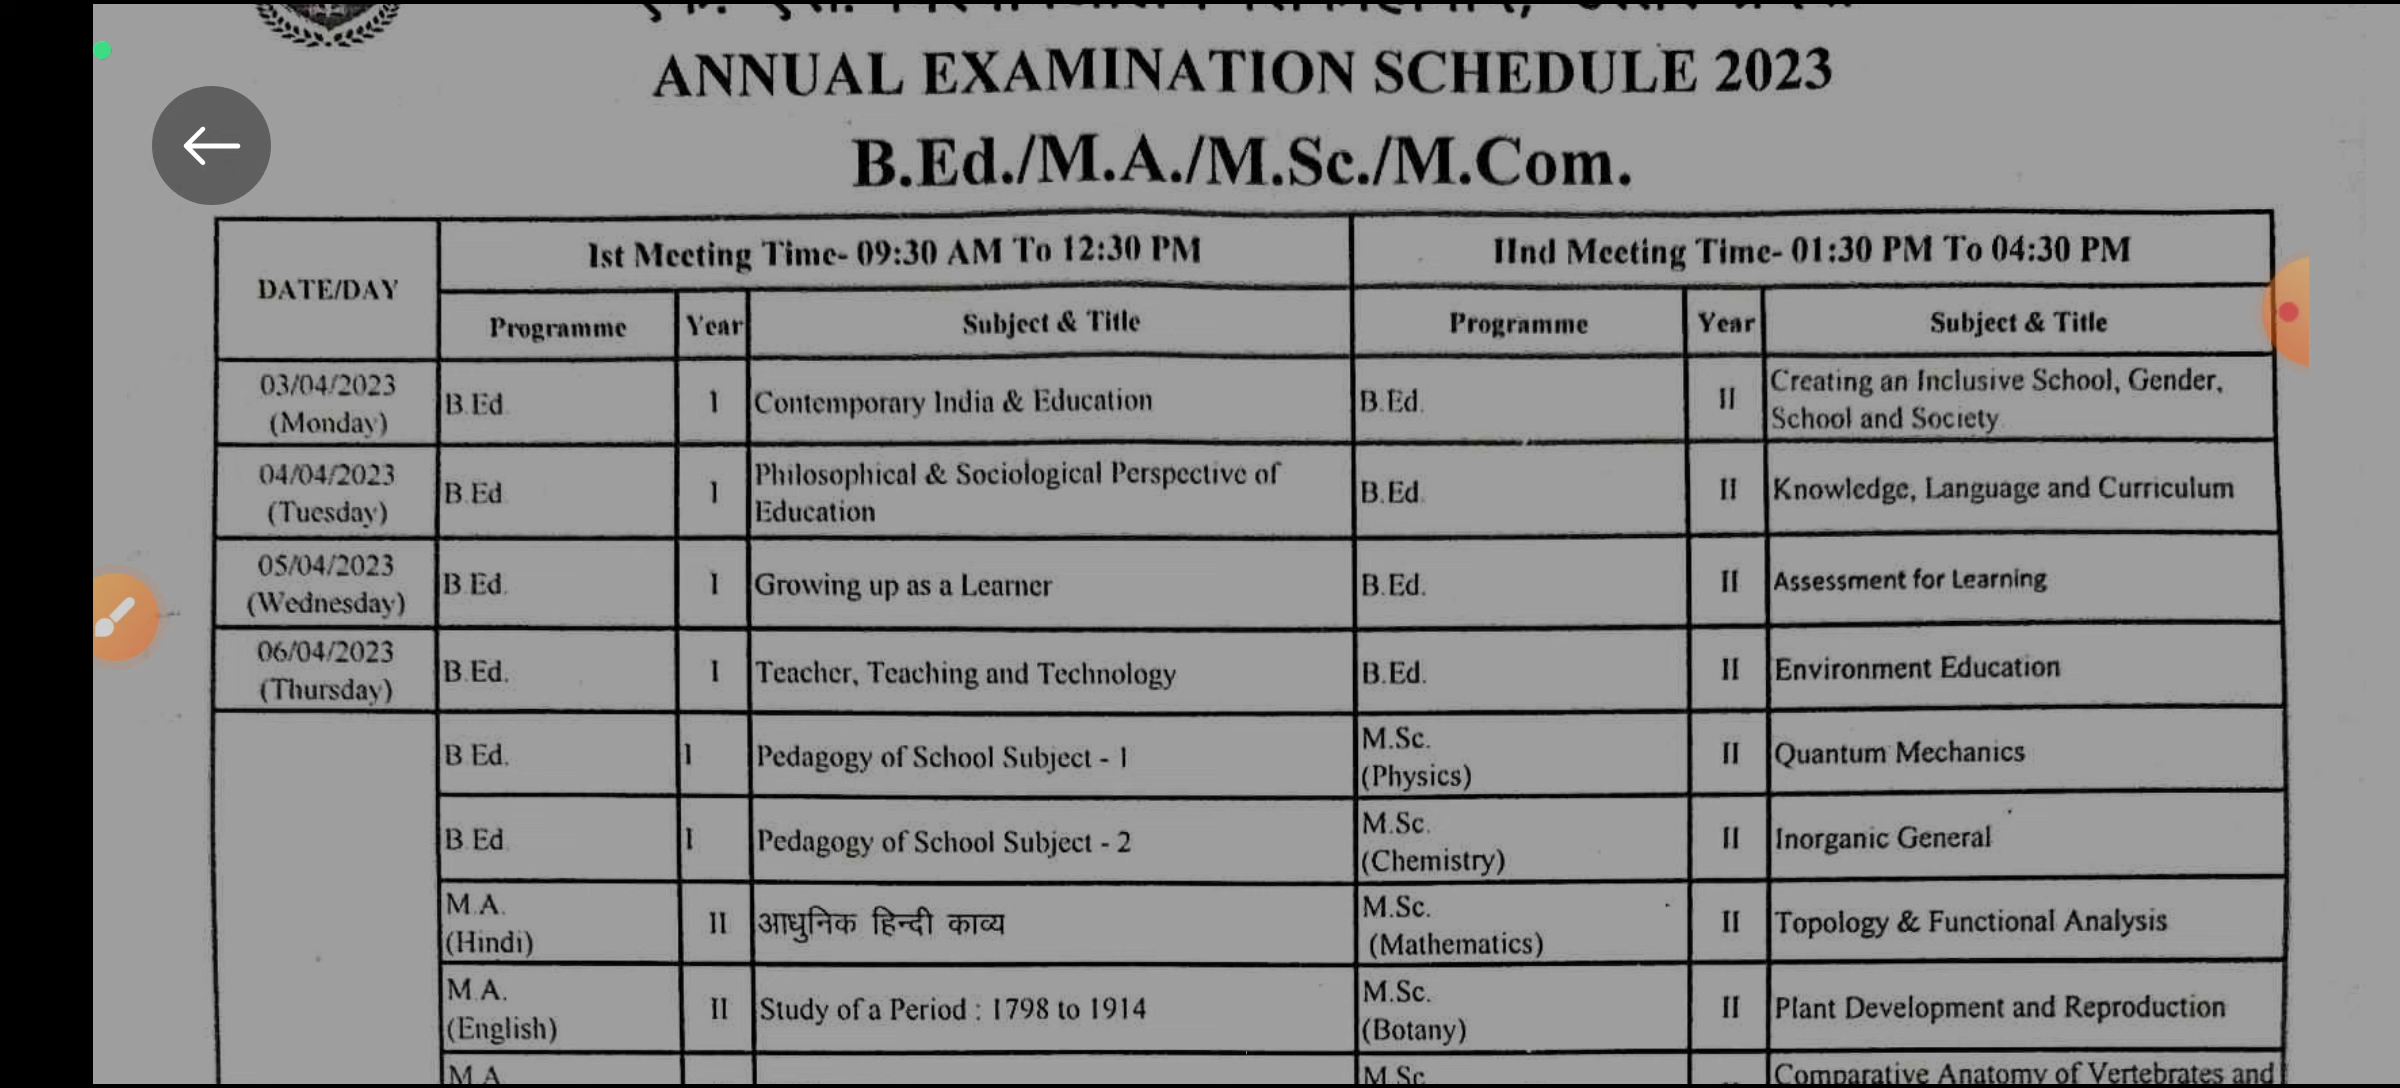 ANNUAL EXAMINATION SCHEDULE 2023
B.Ed./M.A./M.Sc./M.Com.
DATE/DAY
Ist Meeting Time- 09:30 AM To 12:30 PM
IInd Meeting Time- 01:30 PM To 04:30 PM
Programme Year Subject & Title Programme Year Subject & Title
03/04/2023
(Monday)
B.Ed I Contemporary India & Education
B.Ed. II
Creating an Inclusive School, Gender,
School and Society
04/04/2023
(Tuesday)
B.Ed I
Philosophical & Sociological Perspective of
Education
B.Ed. II Knowledge, Language and Curriculum
05/04/2023
(Wednesday)
B.Ed. I Growing up as a Learner
B.Ed. II Assessment for Learning
06/04/2023
(Thursday)
B.Ed. I Teacher, Teaching and Technology
B.Ed. II Environment Education
B.Ed. I Pedagogy of School Subject - 1
M.Sc.
(Physics)
II Quantum Mechanics
B.Ed I Pedagogy of School Subject - 2
M.Sc.
(Chemistry)
II Inorganic General
M.A.
(Hindi)
II आधुनिक हिन्दी काव्य
M.Sc.
(Mathematics)
II Topology & Functional Analysis
M.A.
(English)
II Study of a Period : 1798 to 1914
M.Sc.
(Botany)
II Plant Development and Reproduction
M.A
M.Sc
Comparative Anatomy of Vertebrates and